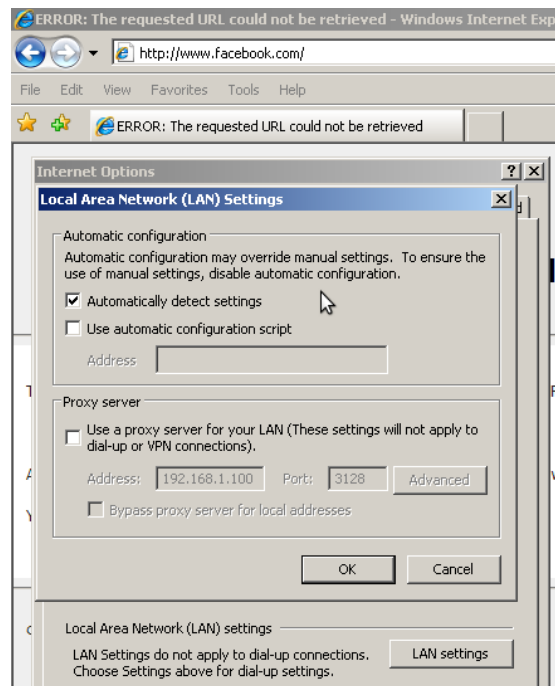 ERROR: The requested URL could not be retrieved - Windows Internet Exp
http://www.facebook.com/
File Edit View Favorites Tools Help
ERROR: The requested URL could not be retrieved
Internet Options
Local Area Network (LAN) Settings
Automatic configuration
Automatic configuration may override manual settings. To ensure the
use of manual settings, disable automatic configuration.
Automatically detect settings
Use automatic configuration script
Address
Proxy server
Use a proxy server for your LAN (These settings will not apply to
dial-up or VPN connections).
Address: 192.168.1.100 Port: 3128 Advanced
Bypass proxy server for local addresses
OK Cancel
Local Area Network (LAN) settings
LAN Settings do not apply to dial-up connections. LAN settings
Choose Settings above for dial-up settings.